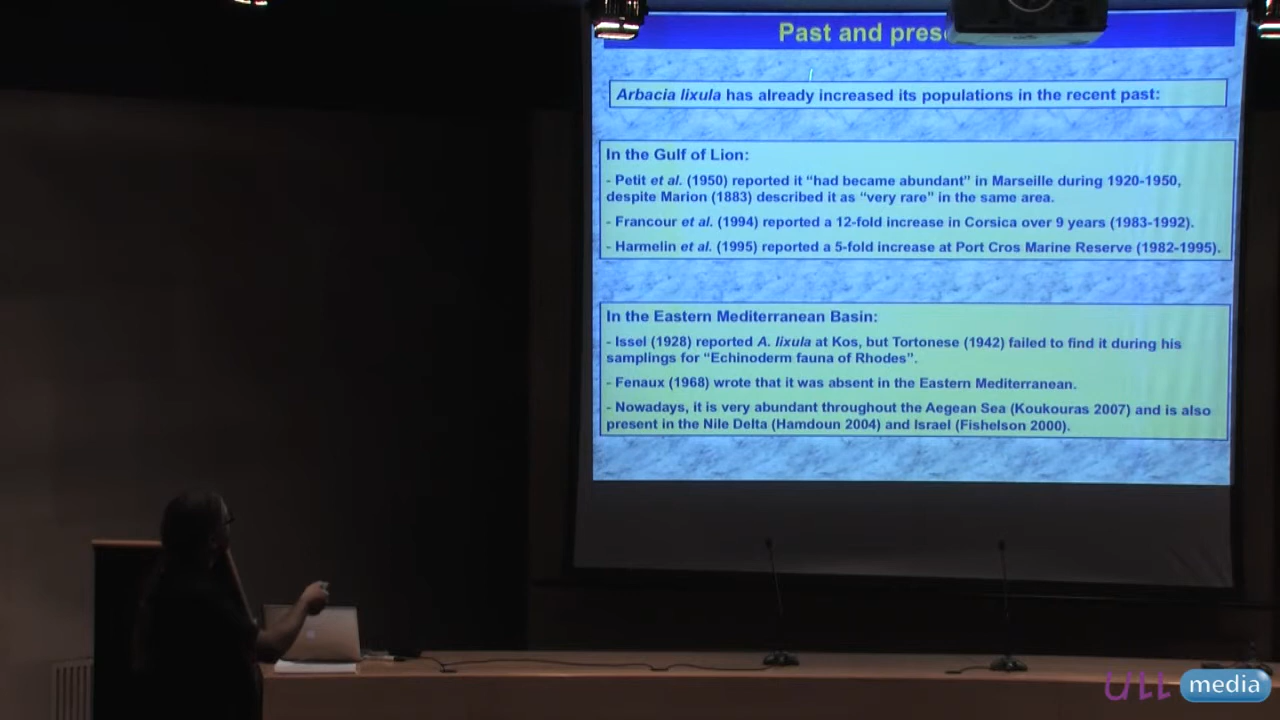 Past and
Arbacia lixula has already increased its populations in the recent past:
In the Gulf of Lion:
- Petit et al. (1950) reported it “had became abundant” in Marseille during 1920-1950,
despite Marion (1883) described it as “very rare” in the same area.
- Francour et al. (1994) reported a 12-fold increase in Corsica over 9 years (1983-1992).
- Harmelin et al. (1995) reported a 5-fold increase at Port Cros Marine Reserve (1982-1995).
In the Eastern Mediterranean Basin:
- Issel (1928) reported A. lixula at Kos, but Tortonese (1942) failed to find it during his
samplings for “Echinoderm fauna of Rhodes”.
- Fenaux (1968) wrote that it was absent in the Eastern Mediterranean.
- Nowadays, it is very abundant throughout the Aegean Sea (Koukouras 2007) and is also
present in the Nile Delta (Hamdoun 2004) and Israel (Fishelson 2000).
ULL media